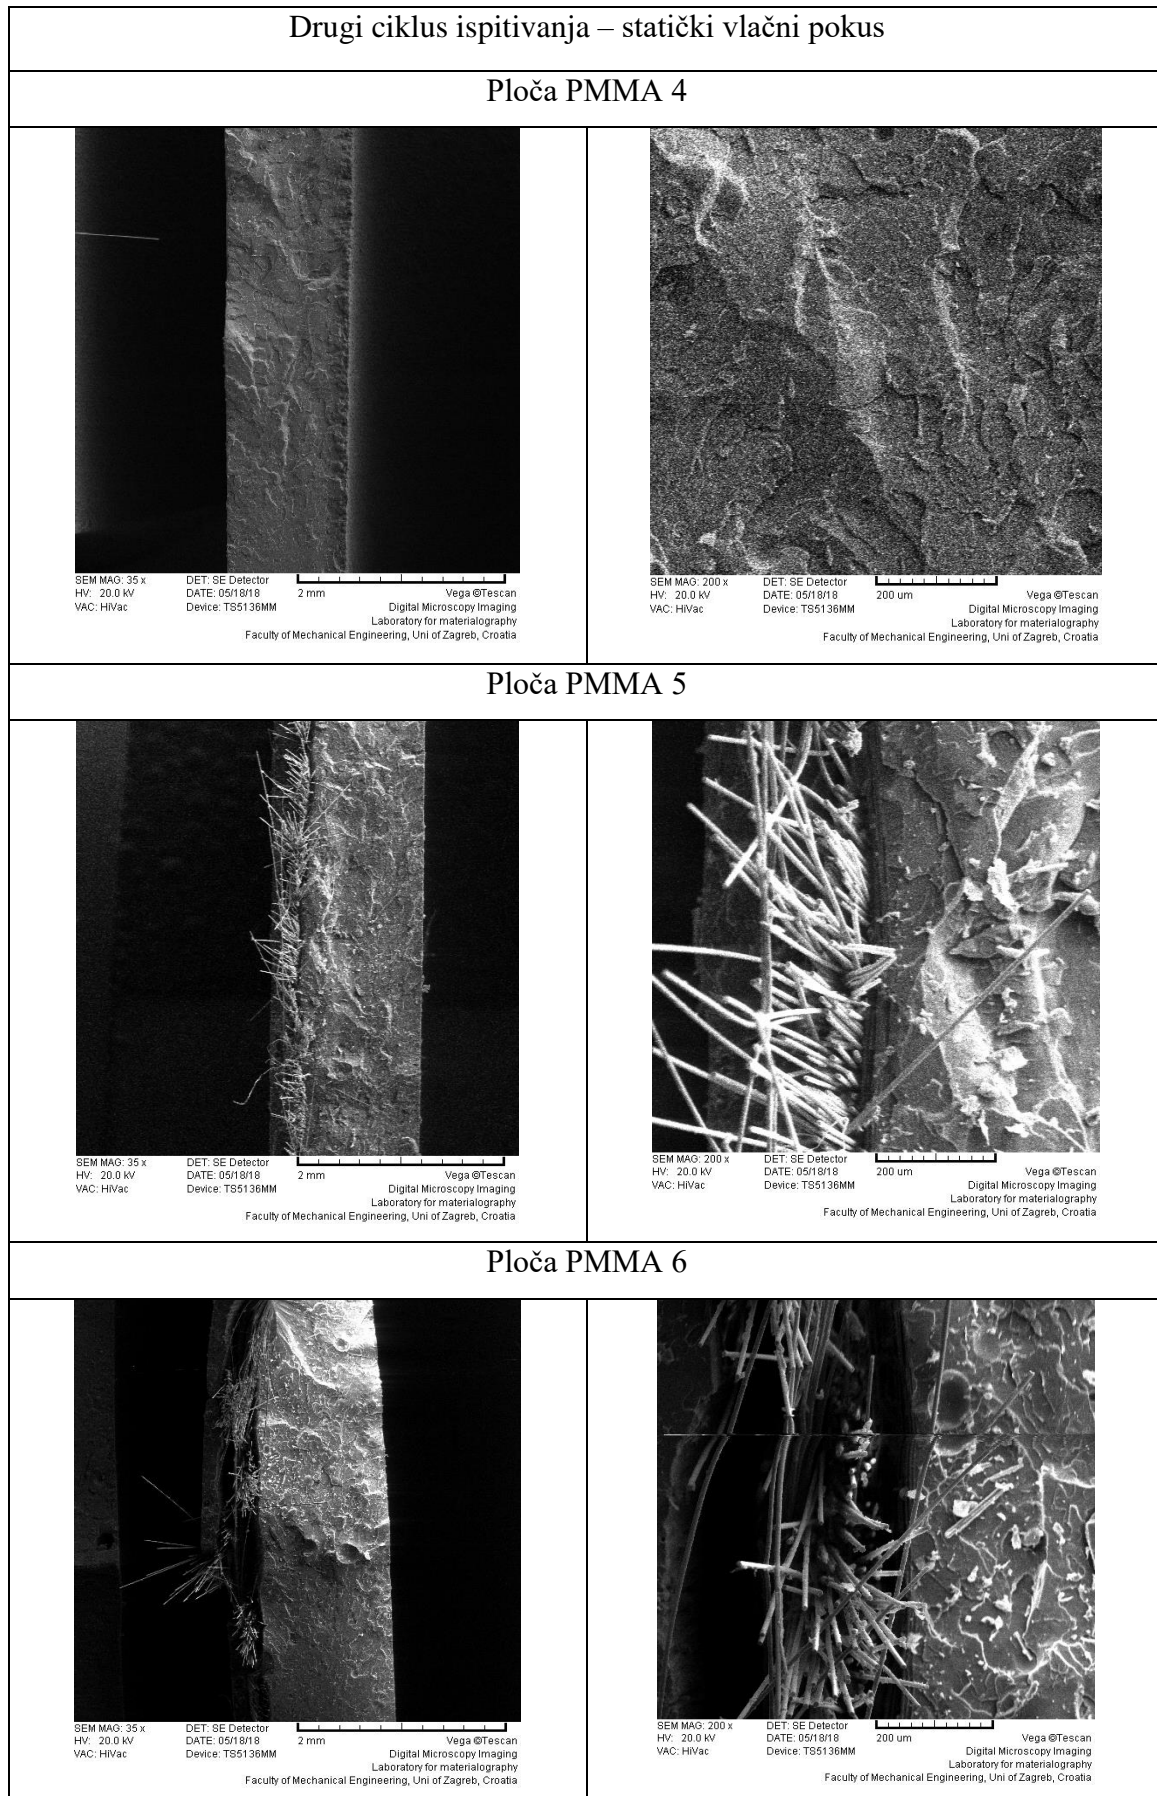 Drugi ciklus ispitivanja – statički vlačni pokus
Ploča PMMA 4
SEM MAG: 35 x DET: SE Detector
HV: 20.0 kV DATE: 05/18/18 2 mm Vega ©Tescan
VAC: HiVac Device: TS5136MM Digital Microscopy Imaging
Laboratory for materialography
Faculty of Mechanical Engineering, Uni of Zagreb, Croatia
SEM MAG: 200 x DET: SE Detector
HV: 20.0 kV DATE: 05/18/18 200 um Vega ©Tescan
VAC: HiVac Device: TS5136MM Digital Microscopy Imaging
Laboratory for materialography
Faculty of Mechanical Engineering, Uni of Zagreb, Croatia
Ploča PMMA 5
SEM MAG: 35 x DET: SE Detector
HV: 20.0 kV DATE: 05/18/18 2 mm Vega ©Tescan
VAC: HiVac Device: TS5136MM Digital Microscopy Imaging
Laboratory for materialography
Faculty of Mechanical Engineering, Uni of Zagreb, Croatia
SEM MAG: 200 x DET: SE Detector
HV: 20.0 kV DATE: 05/18/18 200 um Vega ©Tescan
VAC: HiVac Device: TS5136MM Digital Microscopy Imaging
Laboratory for materialography
Faculty of Mechanical Engineering, Uni of Zagreb, Croatia
Ploča PMMA 6
SEM MAG: 35 x DET: SE Detector
HV: 20.0 kV DATE: 05/18/18 2 mm Vega ©Tescan
VAC: HiVac Device: TS5136MM Digital Microscopy Imaging
Laboratory for materialography
Faculty of Mechanical Engineering, Uni of Zagreb, Croatia
SEM MAG: 200 x DET: SE Detector
HV: 20.0 kV DATE: 05/18/18 200 um Vega ©Tescan
VAC: HiVac Device: TS5136MM Digital Microscopy Imaging
Laboratory for materialography
Faculty of Mechanical Engineering, Uni of Zagreb, Croatia